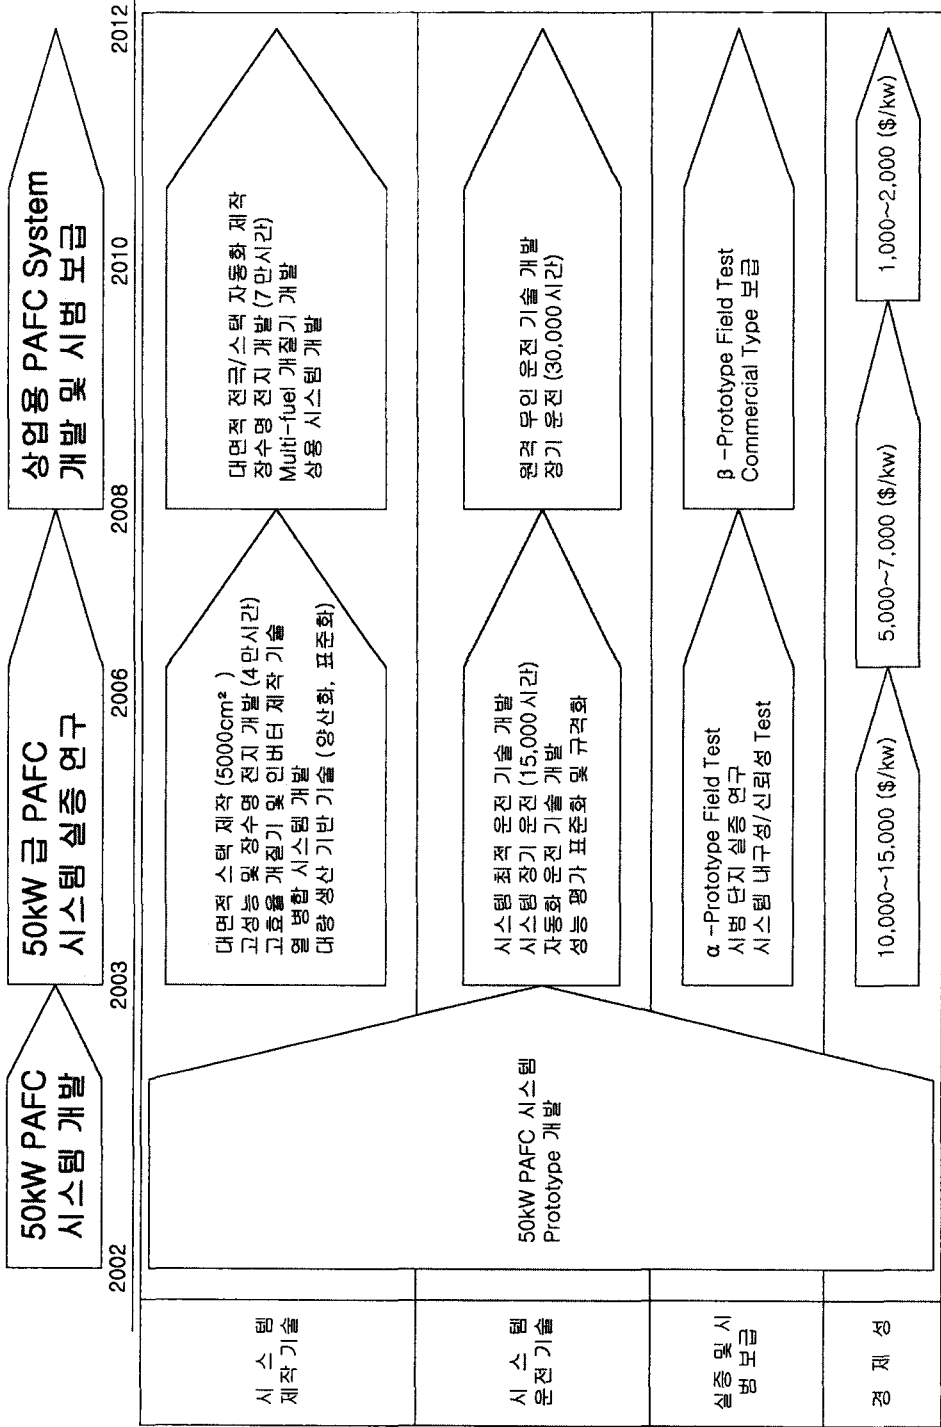 50kW PAFC
시스템 개발
50kW 급 PAFC
시스템 실증 연구
상업용 PAFC System
개발 및 시범 보급
2002
2003
2006
2008
2010
2012
시 스 템
제작 기술
50kW PAFC 시스템
Prototype 개발
대면적 스택 제작 (5000cm² )
고성능 및 장수명 전지 개발 (4만시간)
고효율 개질기 및 인버터 제작 기술
열 병합 시스템 개발
대량 생산 기반 기술 (양산화, 표준화)
대면적 전극/스택 자동화 제작
장수명 전지 개발 (7만시간)
Multi-fuel 개질기 개발
상용 시스템 개발
시 스 템
운전 기술
시스템 최적 운전 기술 개발
시스템 장기 운전 (15,000시간)
자동화 운전 기술 개발
성능 평가 표준화 및 규격화
원격 무인 운전 기술 개발
장기 운전 (30,000시간)
실증 및 시
범 보급
α -Prototype Field Test
시범 단지 실증 연구
시스템 내구성/신뢰성 Test
β -Prototype Field Test
Commercial Type 보급
경 제 성
10,000~15.000 ($/kw)
5,000~7,000 ($/kw)
1,000~2,000 ($/kw)